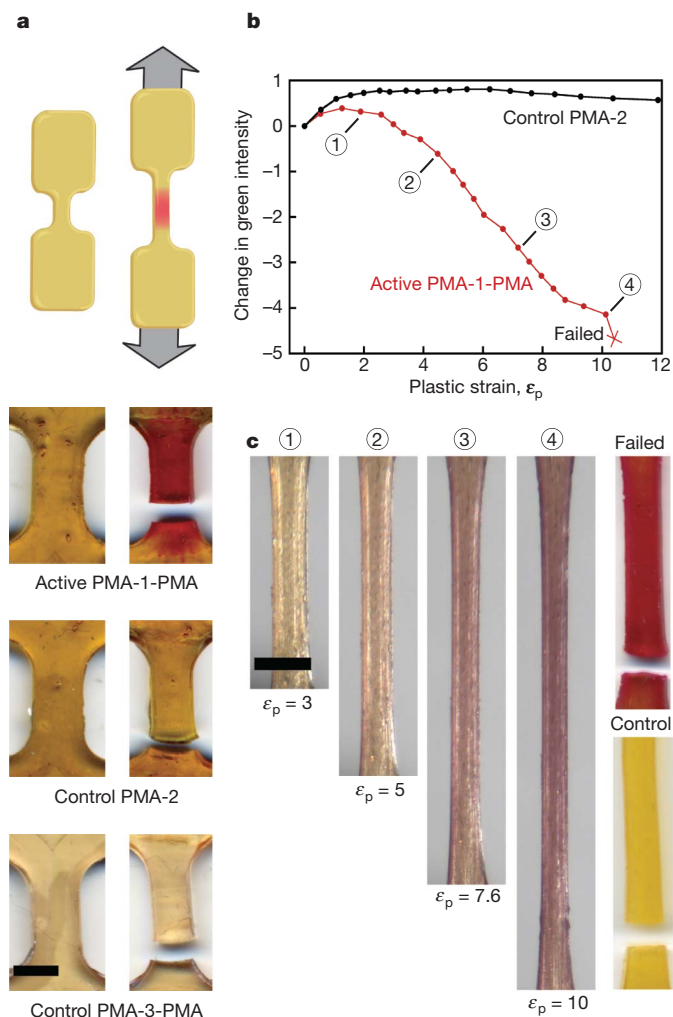 a
Active PMA-1-PMA
Control PMA-2
Control PMA-3-PMA
b
Change in green intensity
1
0
−1
−2
−3
−4
−5
Control PMA-2
①
②
③
④
Active PMA-1-PMA
Failed
0
2
4
6
8
10
12
Plastic strain, εp
c
①
②
③
④
Failed
εp = 3
εp = 5
εp = 7.6
εp = 10
Control